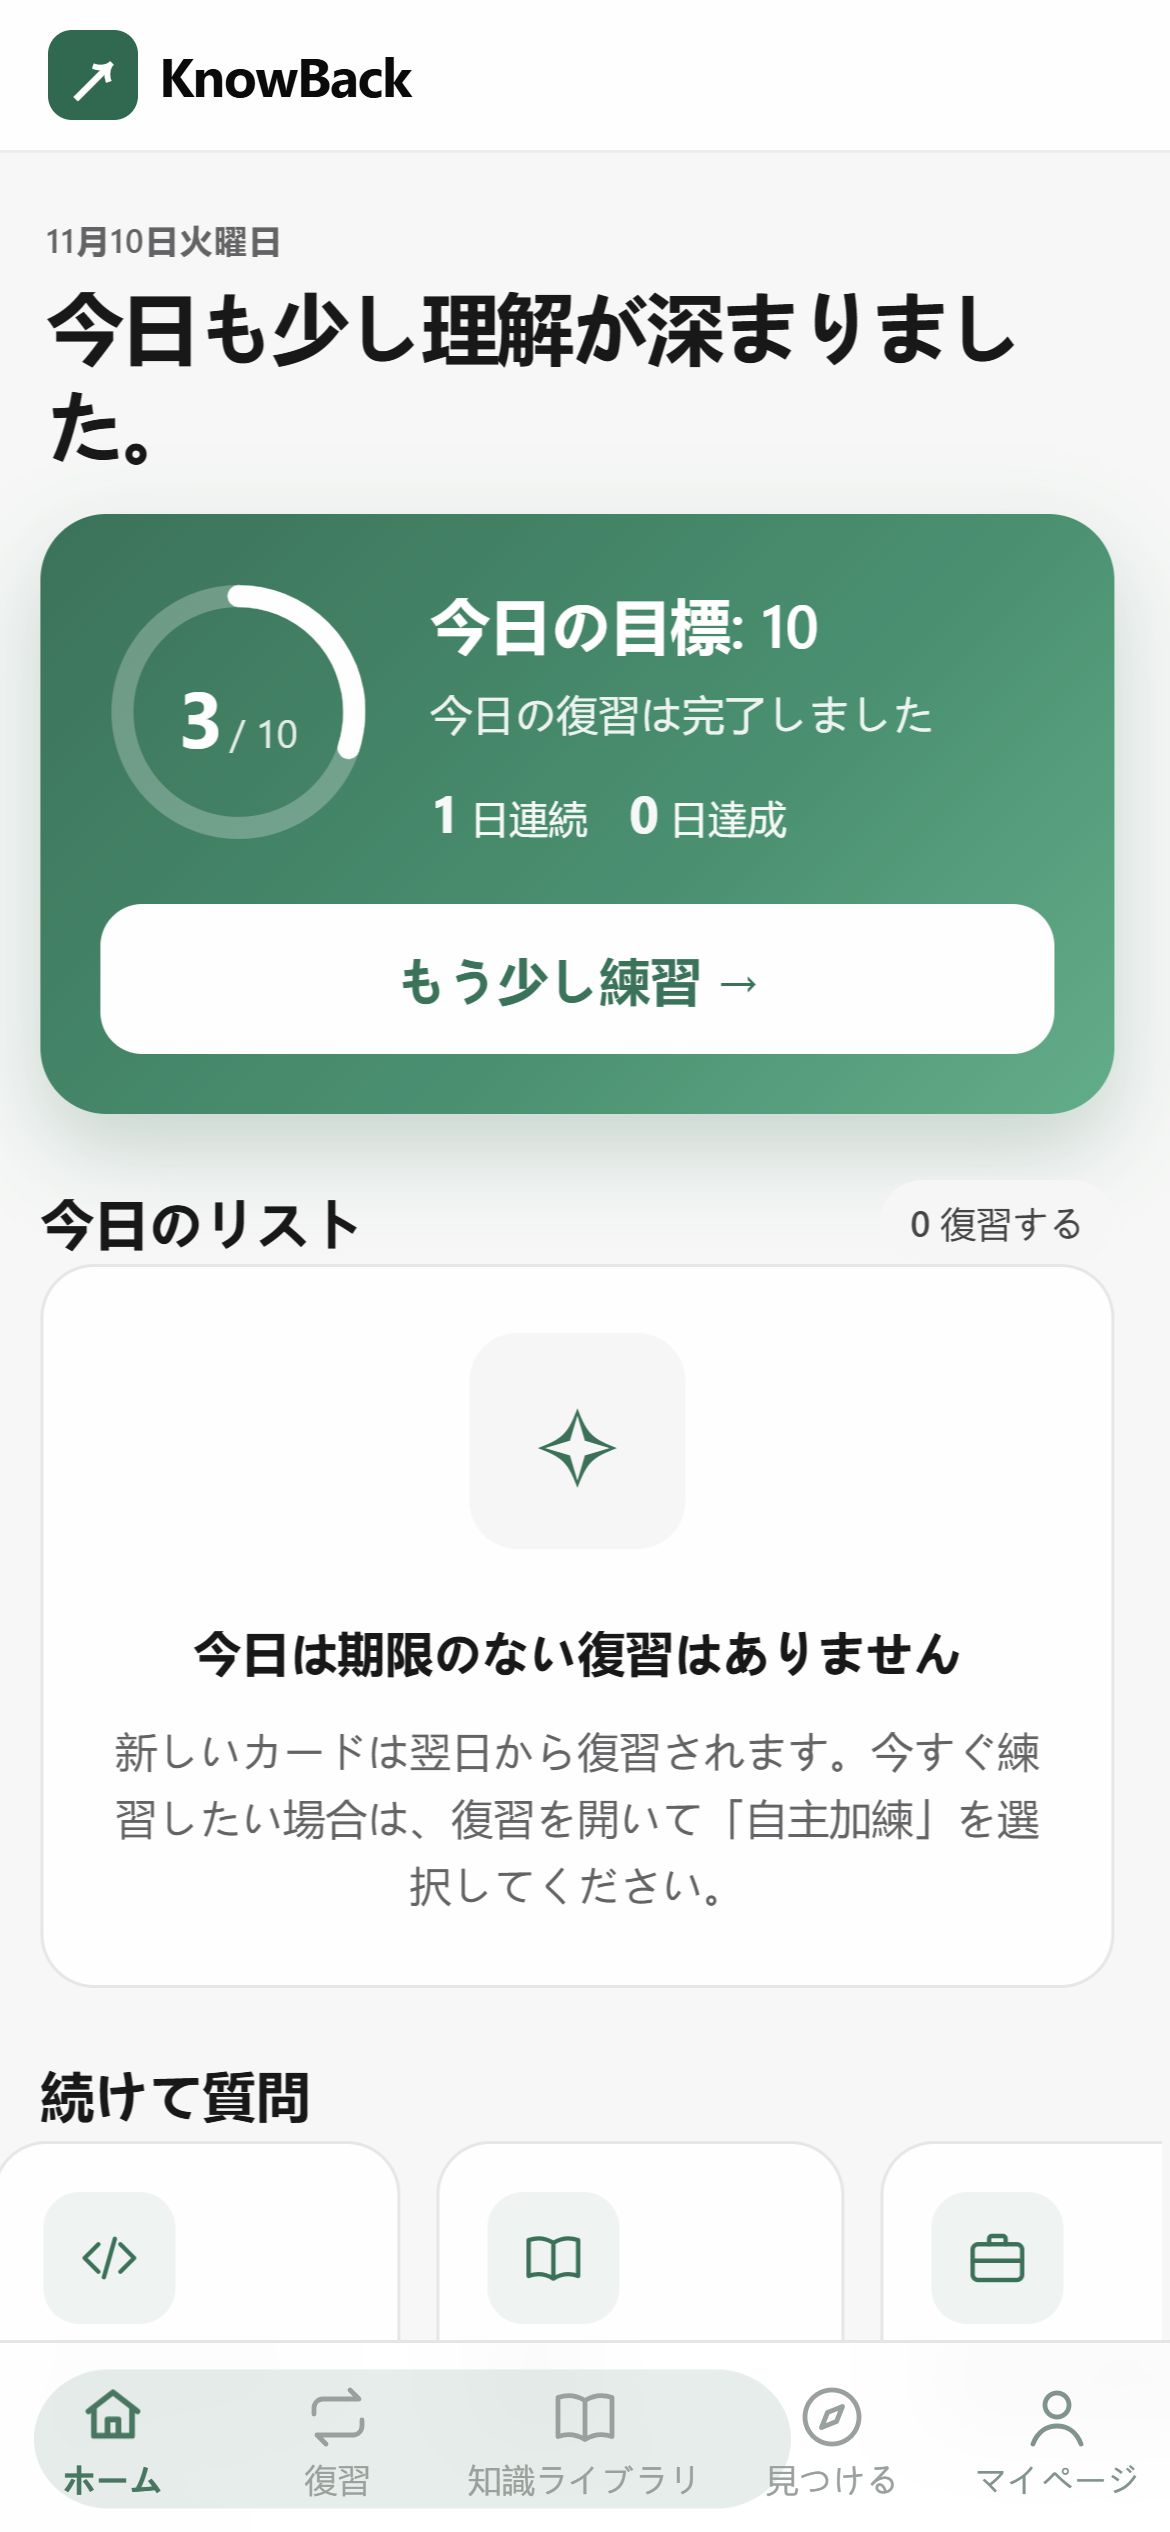 KnowBack
11月10日火曜日
今日も少し理解が深まりまし
た。
3 / 10
今日の目標: 10
今日の復習は完了しました
1 日連続 0 日達成
もう少し練習 →
今日のリスト
0 復習する
今日は期限のない復習はありません
新しいカードは翌日から復習されます。今すぐ練
習したい場合は、復習を開いて「自主加練」を選
択してください。
続けて質問
ホーム
復習
知識ライブラリ
見つける
マイページ